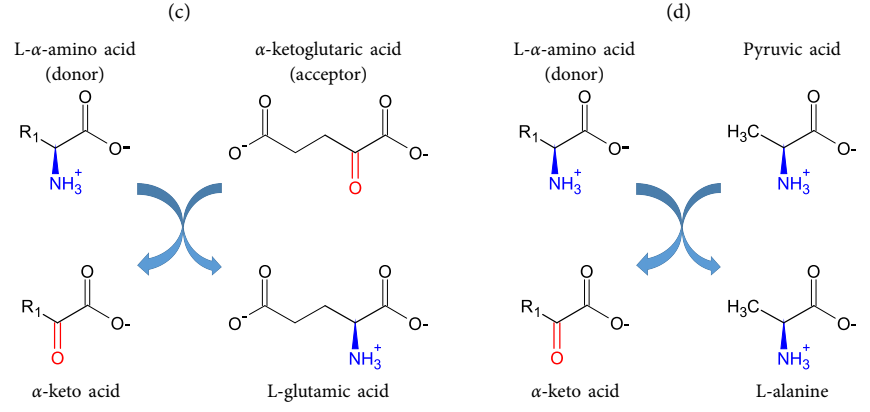 (c)
L-α-amino acid
(donor)
α-ketoglutaric acid
(acceptor)
O
R1
O-
NH3+
O
O
O-
O-
O
O
R1
O-
O
α-keto acid
O
O
O-
O-
NH3+
L-glutamic acid
(d)
L-α-amino acid
(donor)
Pyruvic acid
O
R1
O-
NH3+
O
H3C
O-
NH3+
O
R1
O-
O
α-keto acid
O
H3C
O-
NH3+
L-alanine